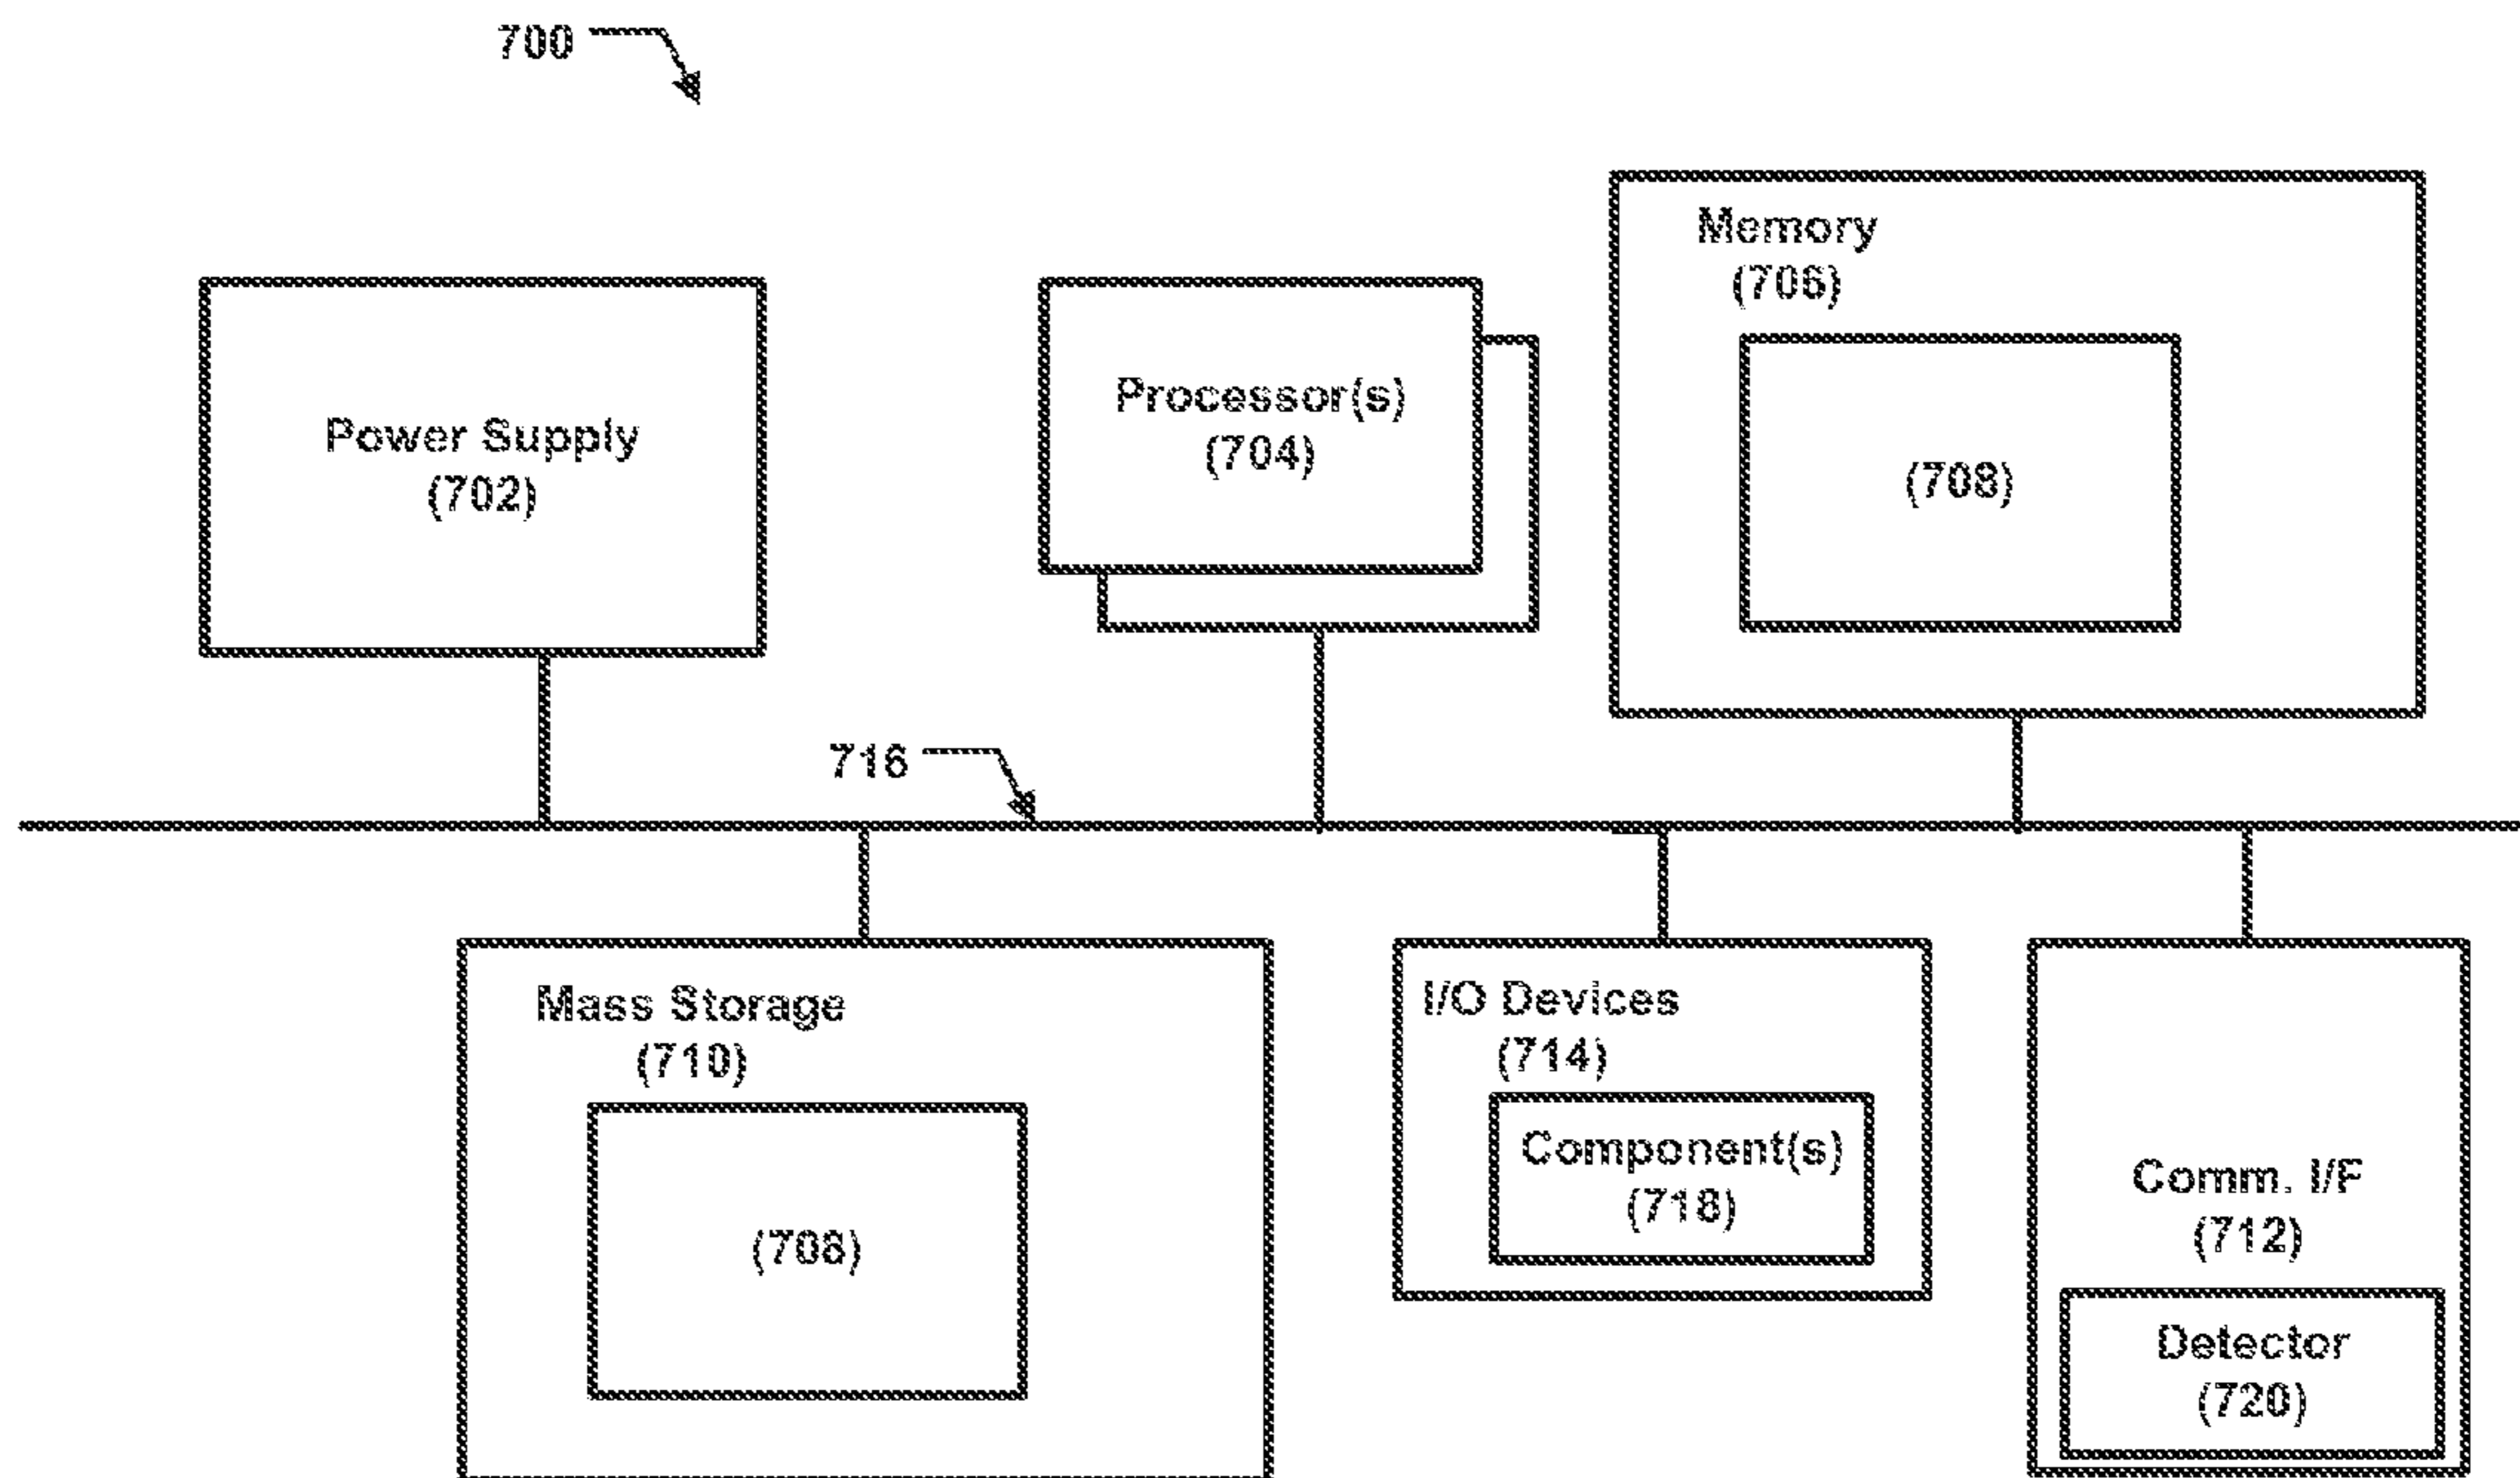 700
Memory
(706)
Power Supply
(702)
Processor(s)
(704)
(708)
716
Mass Storage
(710)
(708)
I/O Devices
(714)
Component(s)
(718)
Comm. I/F
(712)
Detector
(720)